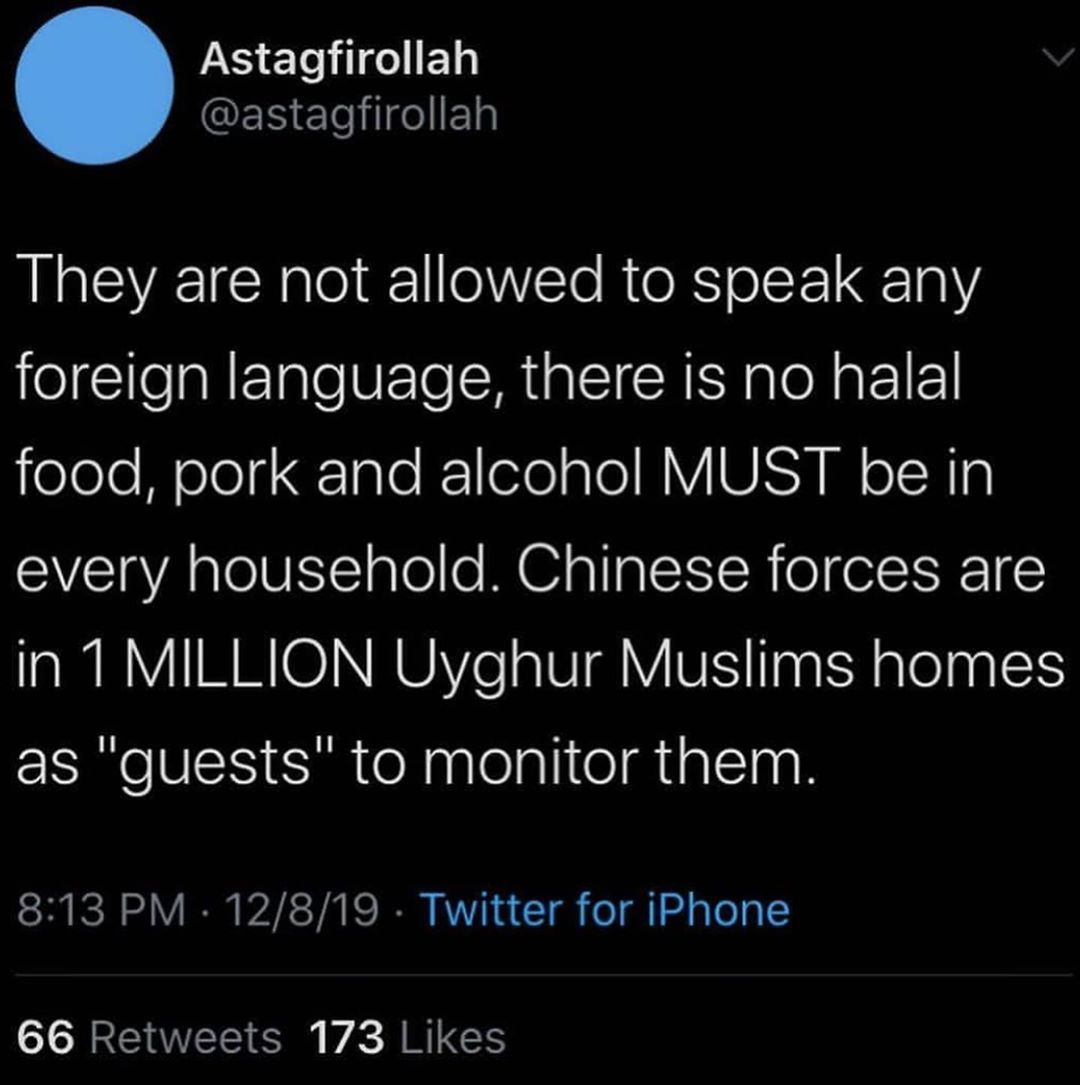 Astagfirollah
@astagfirollah
They are not allowed to speak any
foreign language, there is no halal
food, pork and alcohol MUST be in
every household. Chinese forces are
in 1 MILLION Uyghur Muslims homes
as "guests" to monitor them.
8:13 PM · 12/8/19 · Twitter for iPhone
66 Retweets 173 Likes